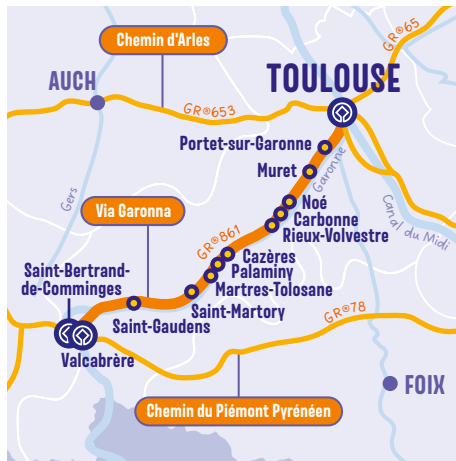 Chemin d'Arles
GR®65
AUCH
TOULOUSE
GR®653
Portet-sur-Garonne
Muret
Garonne
Gers
Via Garonna
Noé
Carbonne
Rieux-Volvestre
Canal du Midi
GR®861
Cazères
Palaminy
Martres-Tolosane
Saint-Bertrand-
de-Comminges
Saint-Martory
Saint-Gaudens
GR®78
Valcabrère
FOIX
Chemin du Piémont Pyrénéen